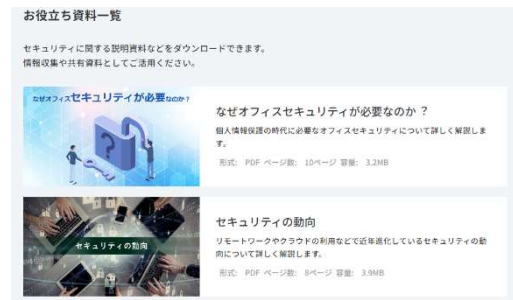 お役立ち資料一覧
セキュリティに関する説明資料などをダウンロードできます。
情報収集や共有資料としてご活用ください。
なぜオフィスセキュリティが必要なのか？
なぜオフィスセキュリティが必要なのか ？
個人情報保護の時代に必要なオフィスセキュリティについて詳しく解説しま
す。
形式: PDF ページ数: 10ページ 容量: 3.2MB
セキュリティの動向
セキュリティの動向
リモートワークやクラウドの利用などで近年進化しているセキュリティの動
向について詳しく解説します。
形式: PDF ページ数: 8ページ 容量: 3.9MB